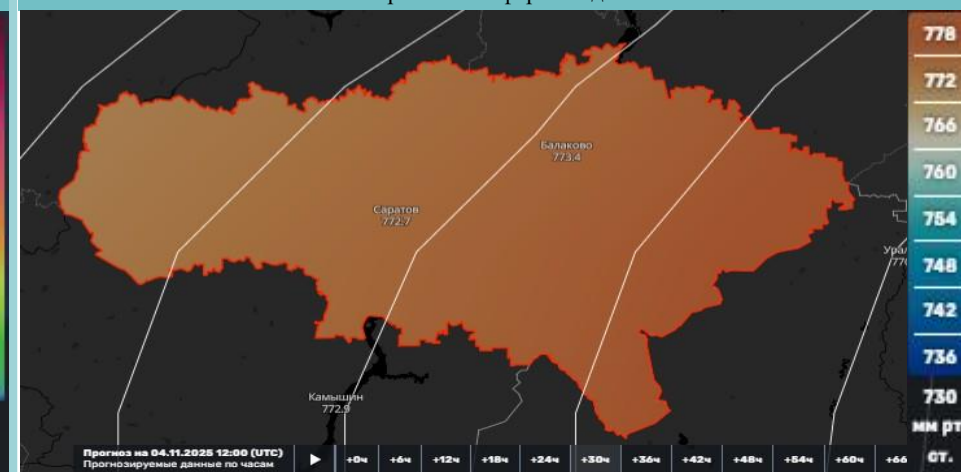 778
772
766
760
754
748
742
736
730
мм рт
ст.
Балаково
773.4
Саратов
772.7
Камышин
772.9
Прогноз на 04.11.2025 12:00 (UTC)
Прогнозируемые данные по часам
+0ч +6ч +12ч +18ч +24ч +30ч +36ч +42ч +48ч +54ч +60ч +66